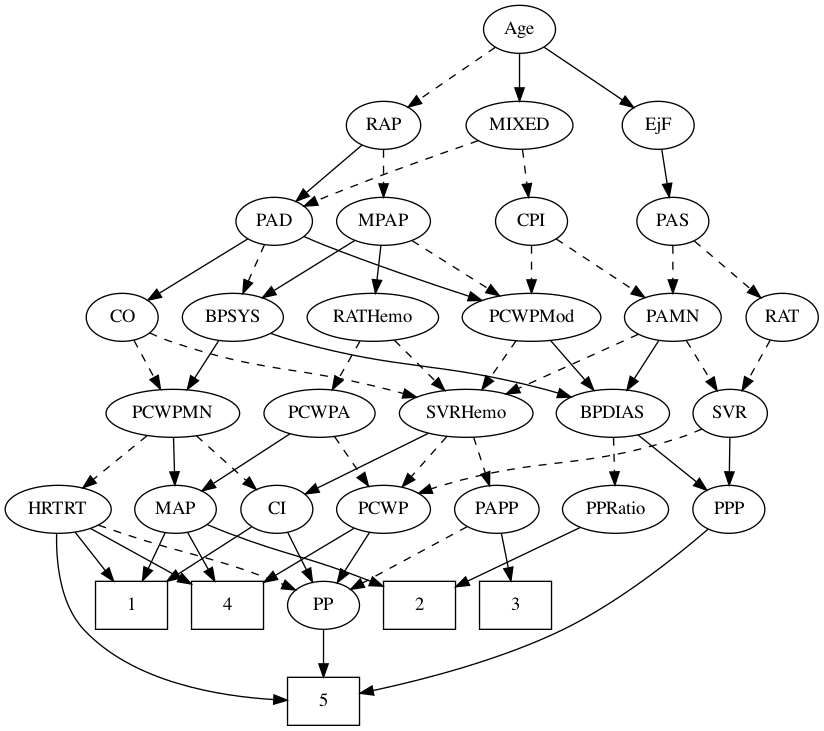 Age
RAP
MIXED
EjF
PAD
MPAP
CPI
PAS
CO
BPSYS
RATHemo
PCWPMod
PAMN
RAT
PCWPMN
PCWPA
SVRHemo
BPDIAS
SVR
HRTRT
MAP
CI
PCWP
PAPP
PPRatio
PPP
1
4
PP
2
3
5